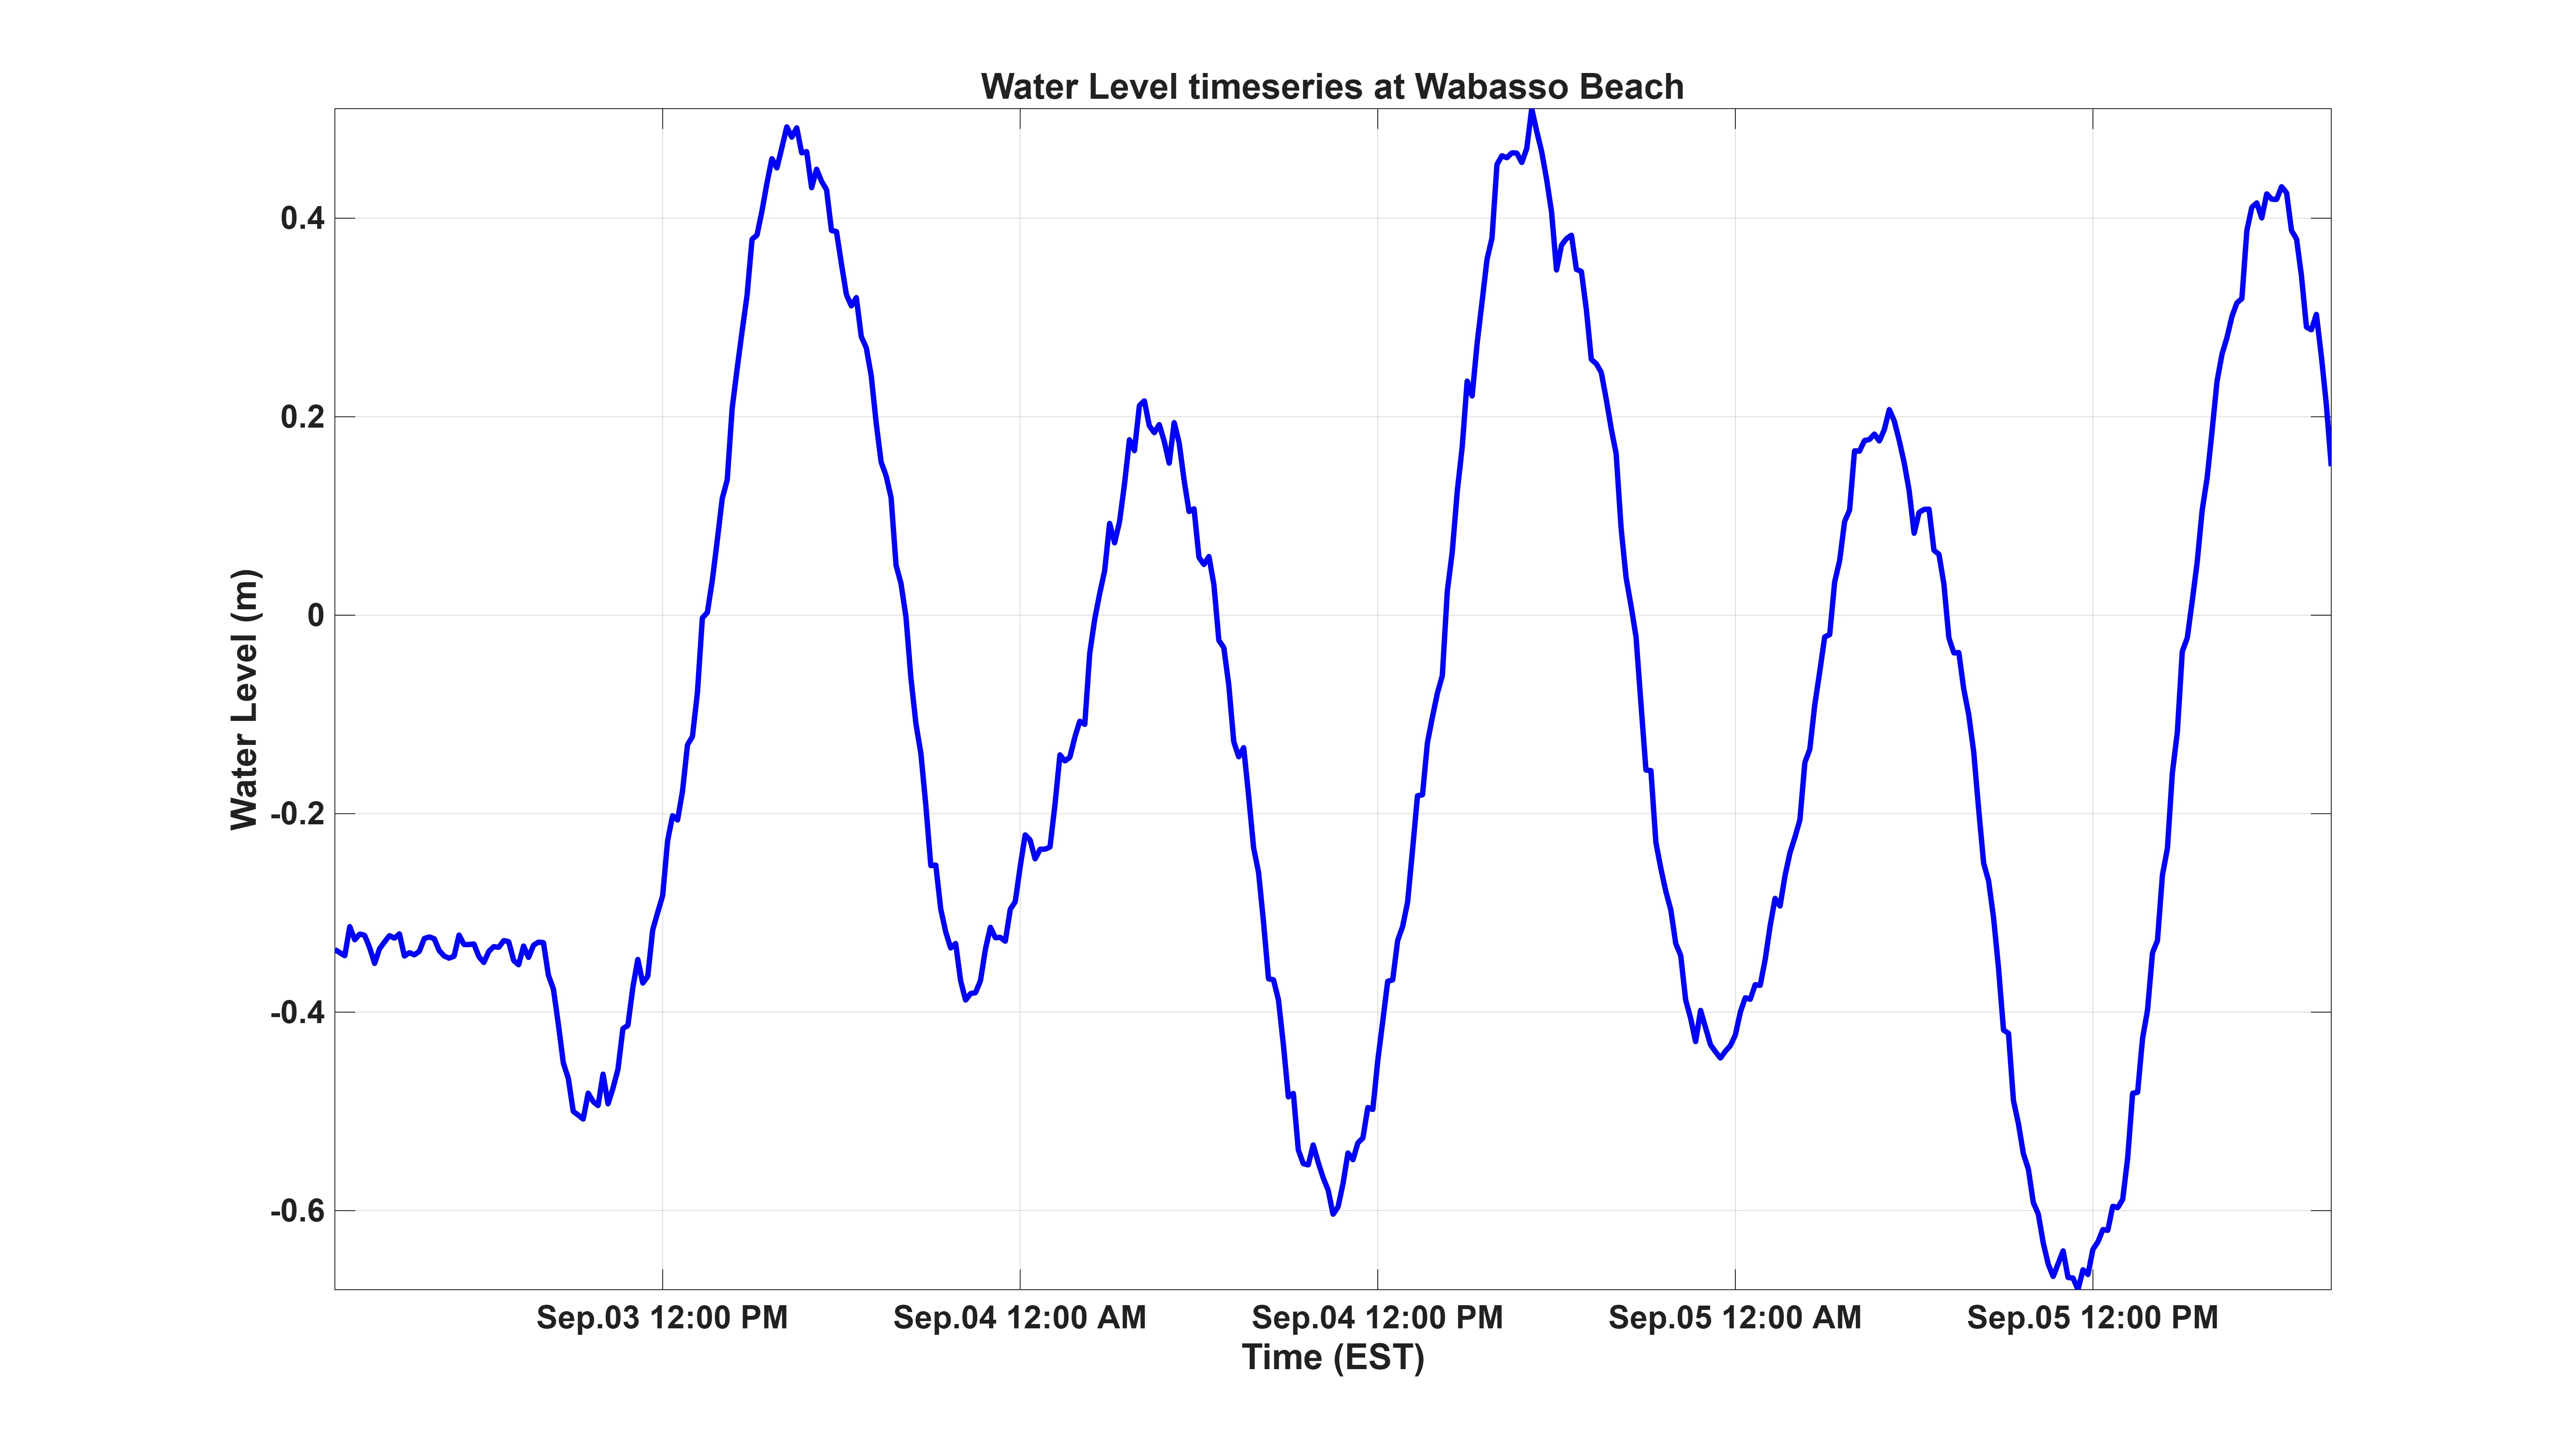 Water Level timeseries at Wabasso Beach
0.4
0.2
0
-0.2
-0.4
-0.6
Water Level (m)
Sep.03 12:00 PM
Sep.04 12:00 AM
Sep.04 12:00 PM
Sep.05 12:00 AM
Sep.05 12:00 PM
Time (EST)